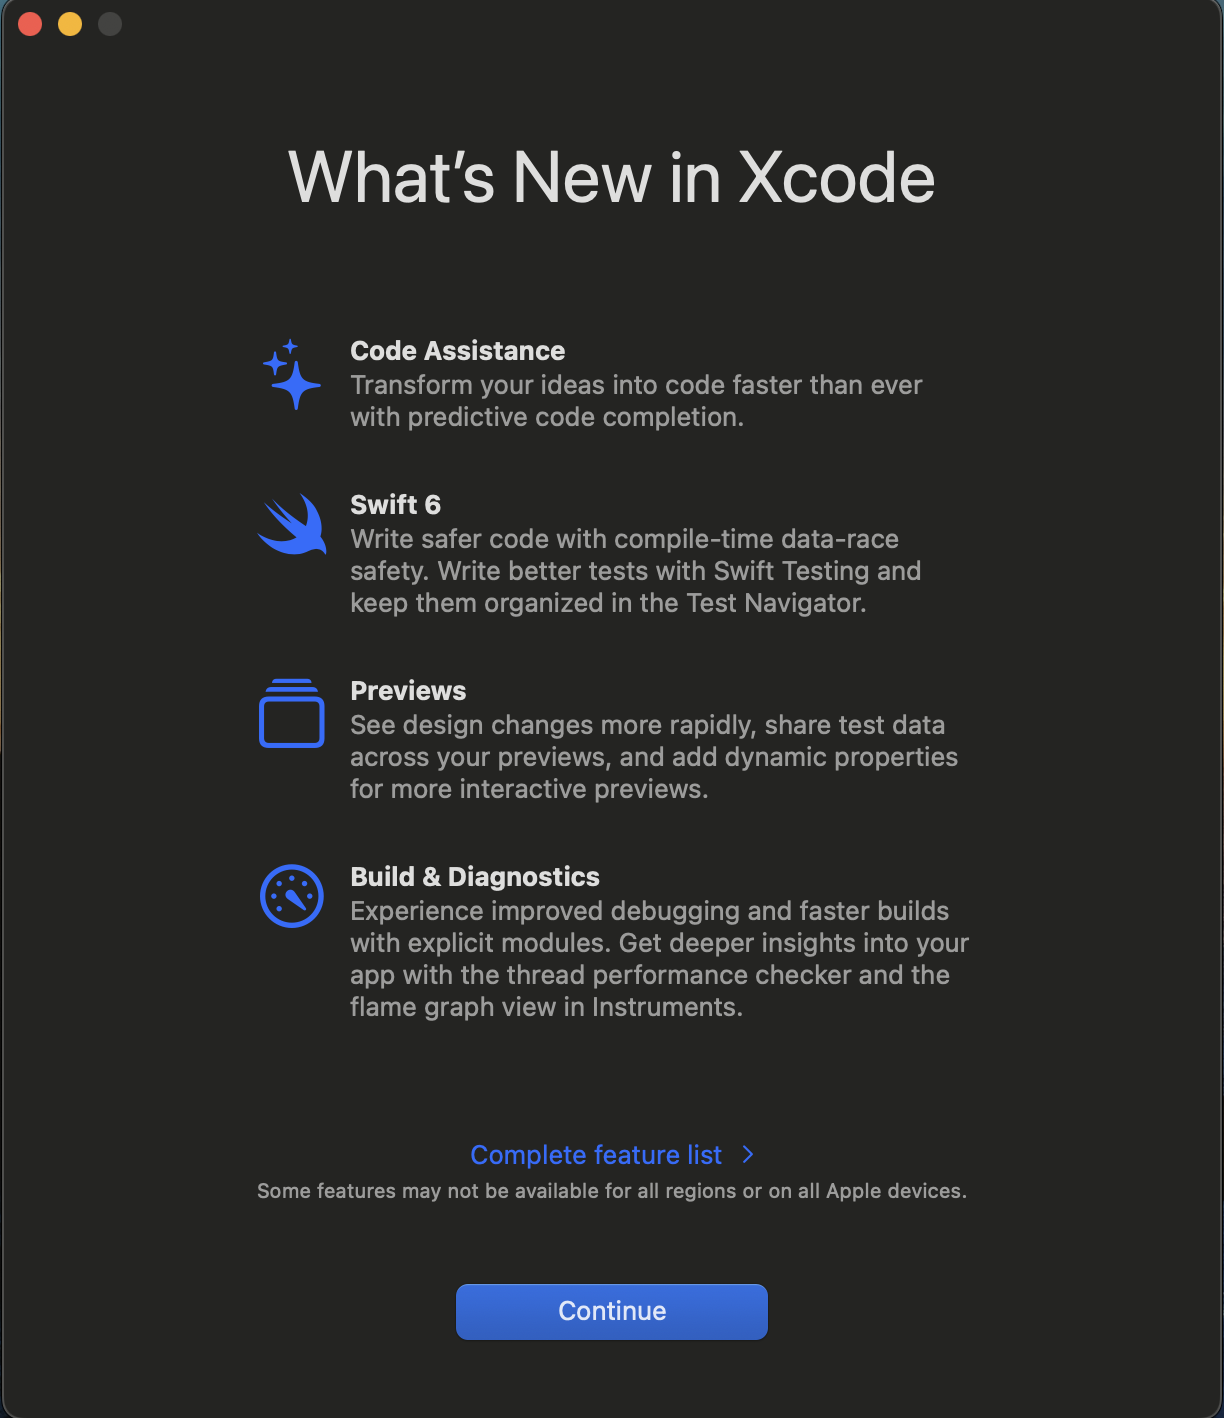 What’s New in Xcode
Code Assistance
Transform your ideas into code faster than ever
with predictive code completion.
Swift 6
Write safer code with compile-time data-race
safety. Write better tests with Swift Testing and
keep them organized in the Test Navigator.
Previews
See design changes more rapidly, share test data
across your previews, and add dynamic properties
for more interactive previews.
Build & Diagnostics
Experience improved debugging and faster builds
with explicit modules. Get deeper insights into your
app with the thread performance checker and the
flame graph view in Instruments.
Complete feature list
Some features may not be available for all regions or on all Apple devices.
Continue